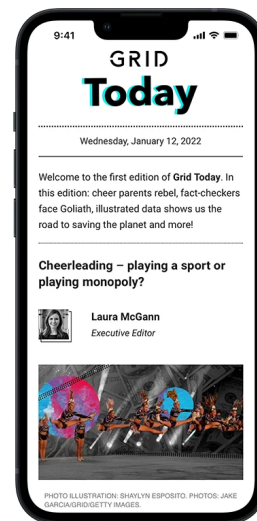 9:41
GRID
Today
Wednesday, January 12, 2022
Welcome to the first edition of Grid Today. In
this edition: cheer parents rebel, fact-checkers
face Goliath, illustrated data shows us the
road to saving the planet and more!
Cheerleading – playing a sport or
playing monopoly?
Laura McGann
Executive Editor
PHOTO ILLUSTRATION: SHAYLYN ESPOSITO. PHOTOS: JAKE
GARCIA/GRID/GETTY IMAGES.